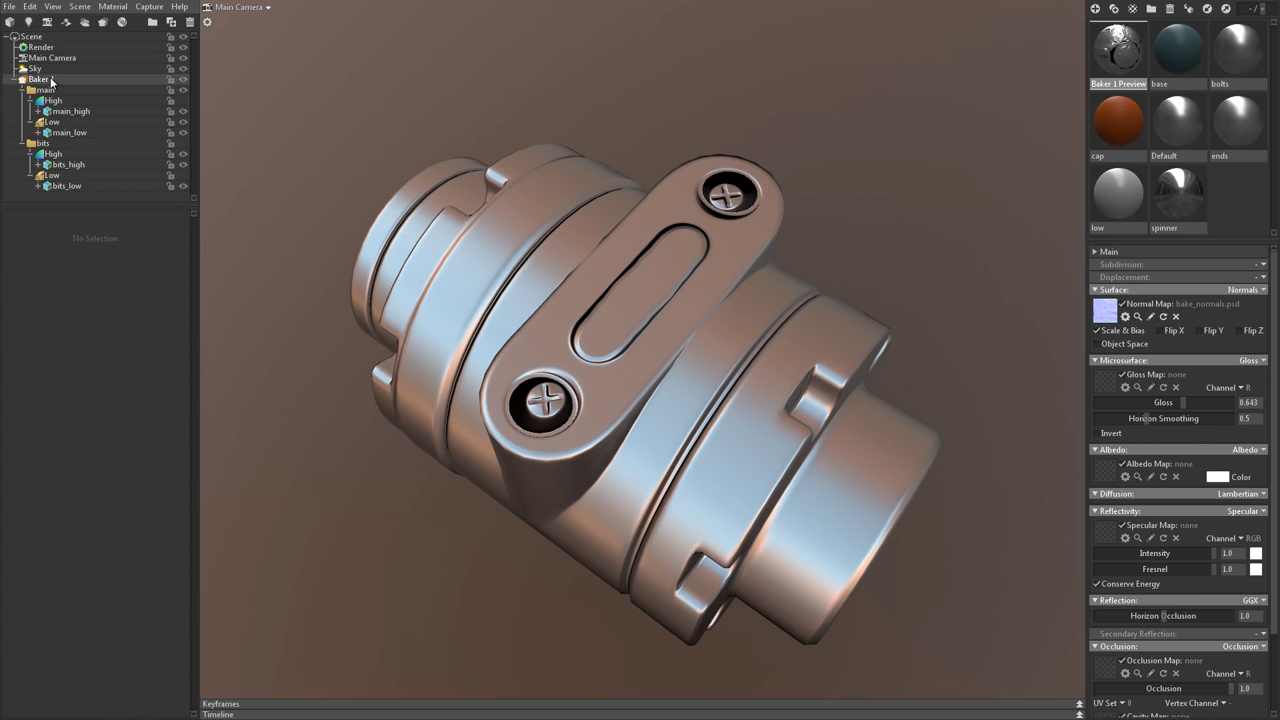 File Edit View Scene Material Capture Help
Main Camera
- /
Scene
Render
Main Camera
Sky
Baker
main
High
main_high
Low
main_low
bits
High
bits_high
Low
bits_low
No Selection
Baker 1 Preview base bolts
cap Default ends
low spinner
Main
Subdivision: -
Displacement: -
Surface: Normals
Normal Map: bake_normals.psd
Scale & Bias Flip X Flip Y Flip Z
Object Space
Microsurface: Gloss
Gloss Map: none
Channel R
Gloss 0.643
Horizon Smoothing 0.5
Invert
Albedo: Albedo
Albedo Map: none
Color
Diffusion: Lambertian
Reflectivity: Specular
Specular Map: none
Channel RGB
Intensity 1.0
Fresnel 1.0
Conserve Energy
Reflection: GGX
Horizon Occlusion 1.0
Secondary Reflection: -
Occlusion: Occlusion
Occlusion Map: none
Channel R
Occlusion 1.0
UV Set 0 Vertex Channel -
Cavity Map: none
Keyframes
Timeline